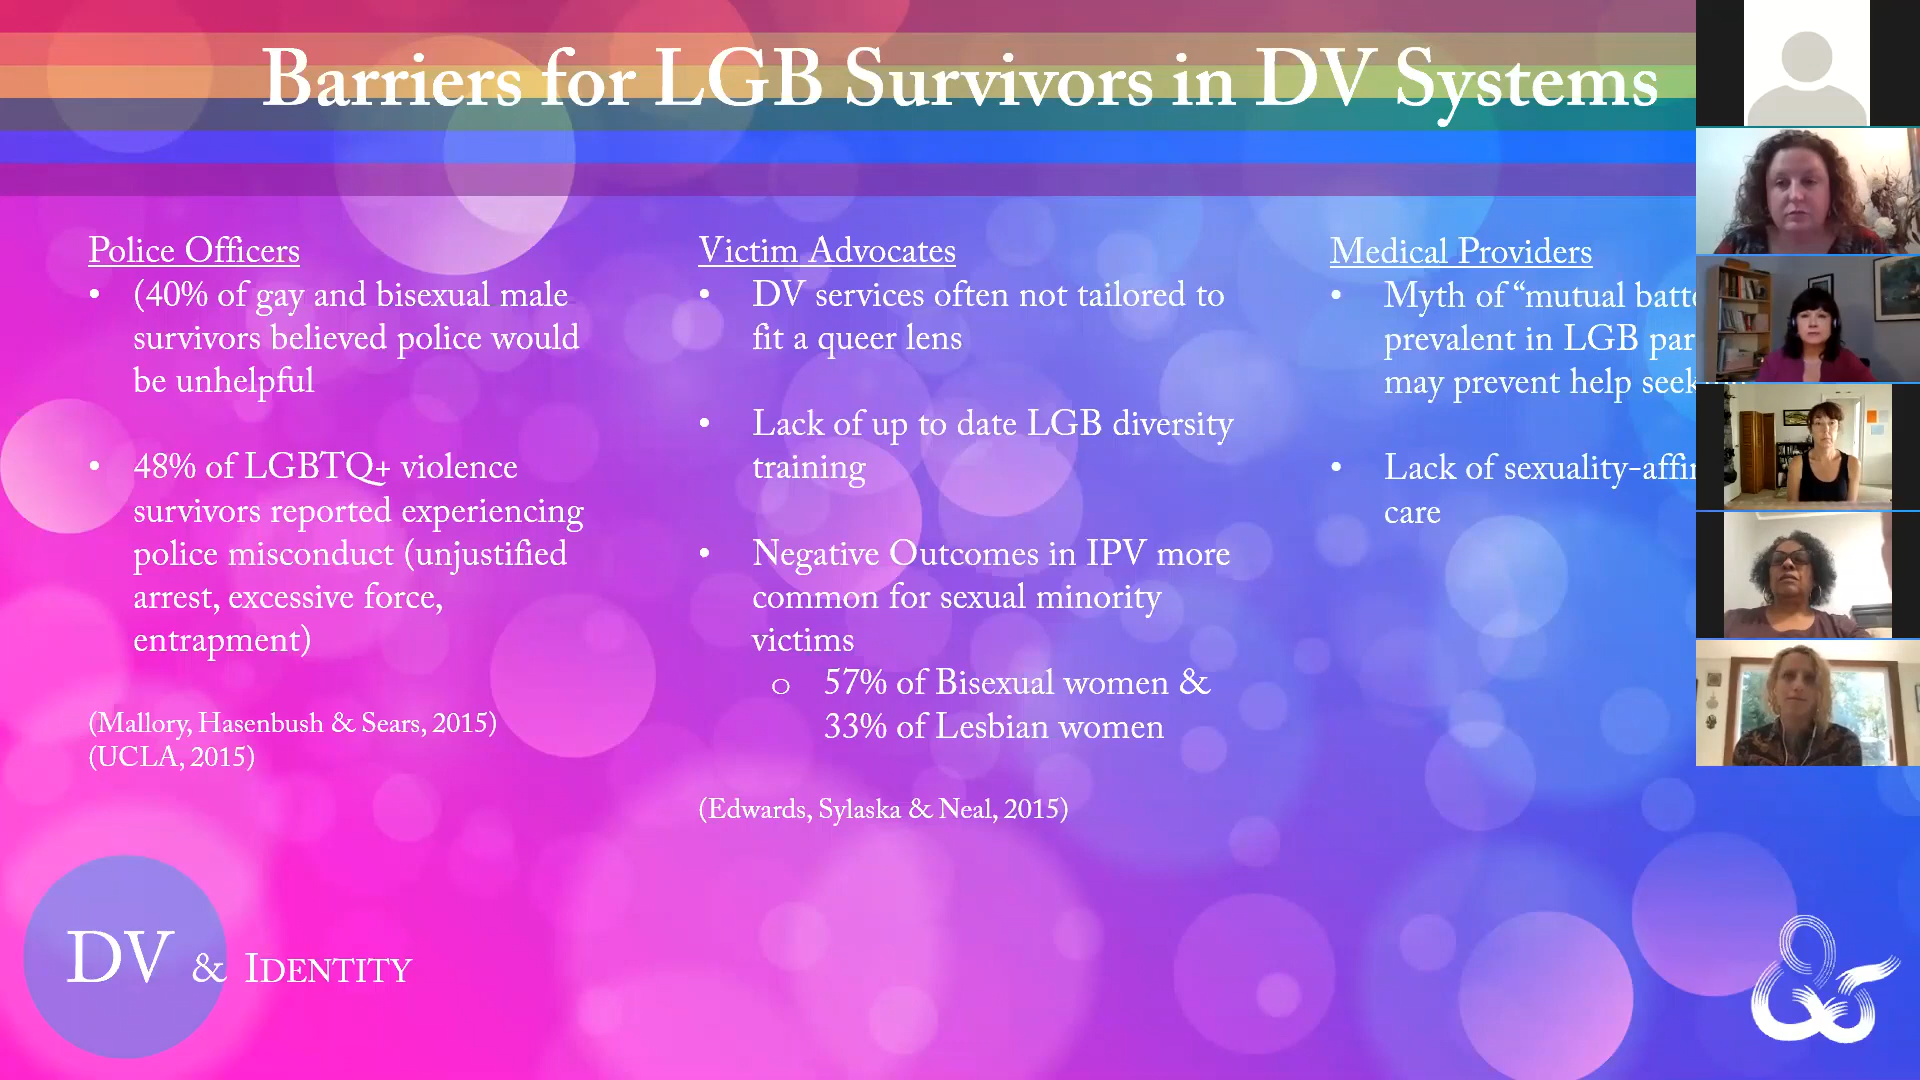 Barriers for LGB Survivors in DV Systems
Police Officers
• (40% of gay and bisexual male
survivors believed police would
be unhelpful
• 48% of LGBTQ+ violence
survivors reported experiencing
police misconduct (unjustified
arrest, excessive force,
entrapment)
(Mallory, Hasenbush & Sears, 2015)
(UCLA, 2015)
Victim Advocates
• DV services often not tailored to
fit a queer lens
• Lack of up to date LGB diversity
training
• Negative Outcomes in IPV more
common for sexual minority
victims
o 57% of Bisexual women &
33% of Lesbian women
(Edwards, Sylaska & Neal, 2015)
Medical Providers
• Myth of “mutual
prevalent in LGB
may prevent help
• Lack of
care
DV & IDENTITY
&